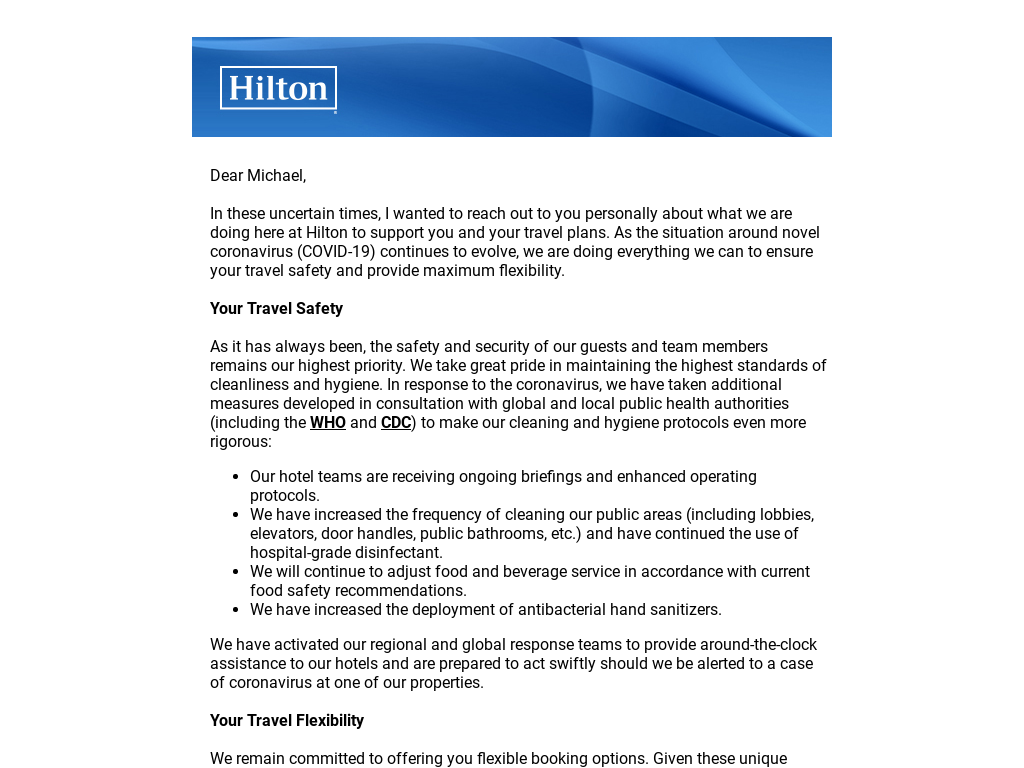 Hilton
Dear Michael,
In these uncertain times, I wanted to reach out to you personally about what we are
doing here at Hilton to support you and your travel plans. As the situation around novel
coronavirus (COVID-19) continues to evolve, we are doing everything we can to ensure
your travel safety and provide maximum flexibility.
Your Travel Safety
As it has always been, the safety and security of our guests and team members
remains our highest priority. We take great pride in maintaining the highest standards of
cleanliness and hygiene. In response to the coronavirus, we have taken additional
measures developed in consultation with global and local public health authorities
(including the WHO and CDC) to make our cleaning and hygiene protocols even more
rigorous:
• Our hotel teams are receiving ongoing briefings and enhanced operating
protocols.
• We have increased the frequency of cleaning our public areas (including lobbies,
elevators, door handles, public bathrooms, etc.) and have continued the use of
hospital-grade disinfectant.
• We will continue to adjust food and beverage service in accordance with current
food safety recommendations.
• We have increased the deployment of antibacterial hand sanitizers.
We have activated our regional and global response teams to provide around-the-clock
assistance to our hotels and are prepared to act swiftly should we be alerted to a case
of coronavirus at one of our properties.
Your Travel Flexibility
We remain committed to offering you flexible booking options. Given these unique